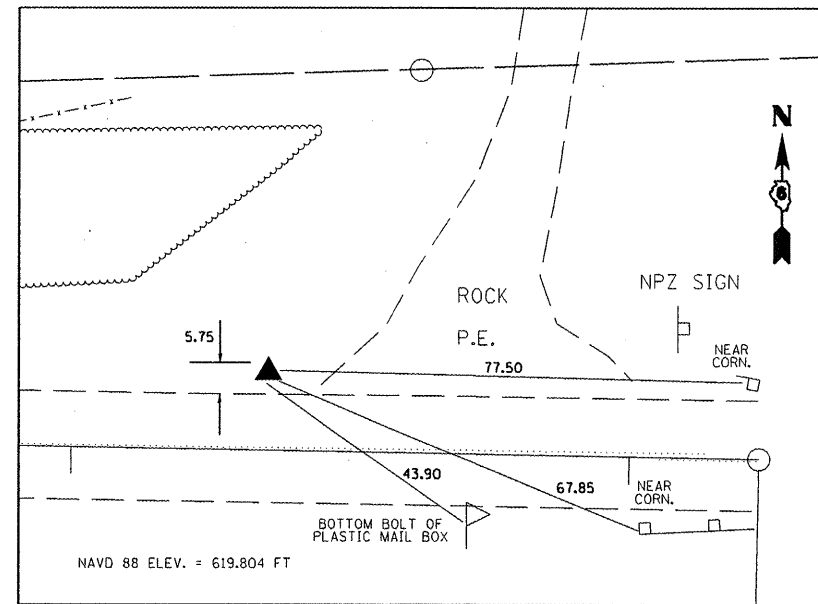 N
6
NPZ SIGN
ROCK
P.E.
5.75
NEAR
CORN.
77.50
43.90
67.85
NEAR
CORN.
BOTTOM BOLT OF
PLASTIC MAIL BOX
NAVD 88 ELEV. = 619.804 FT